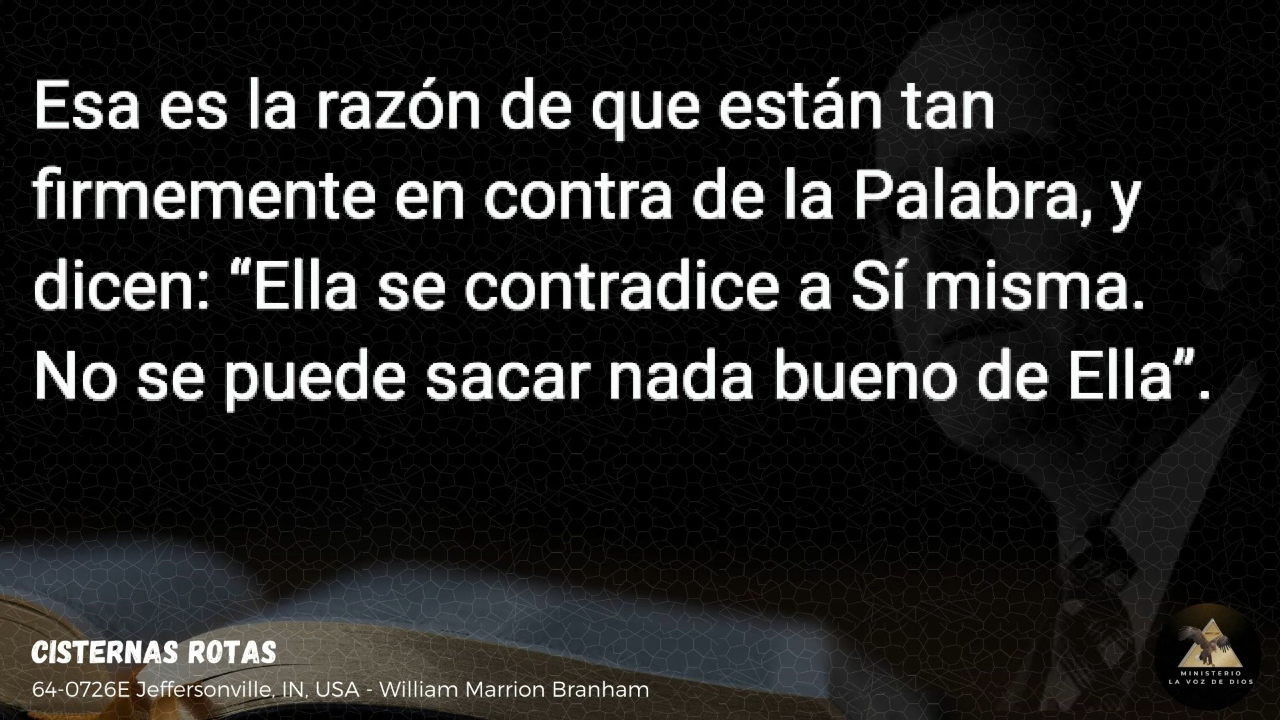 Esa es la razón de que están tan
firmemente en contra de la Palabra, y
dicen: “Ella se contradice a Sí misma.
No se puede sacar nada bueno de Ella”.
CISTERNAS ROTAS
64-0726E Jeffersonville, IN, USA - William Marrion Branham
MINISTERIO
LA VOZ DE DIOS